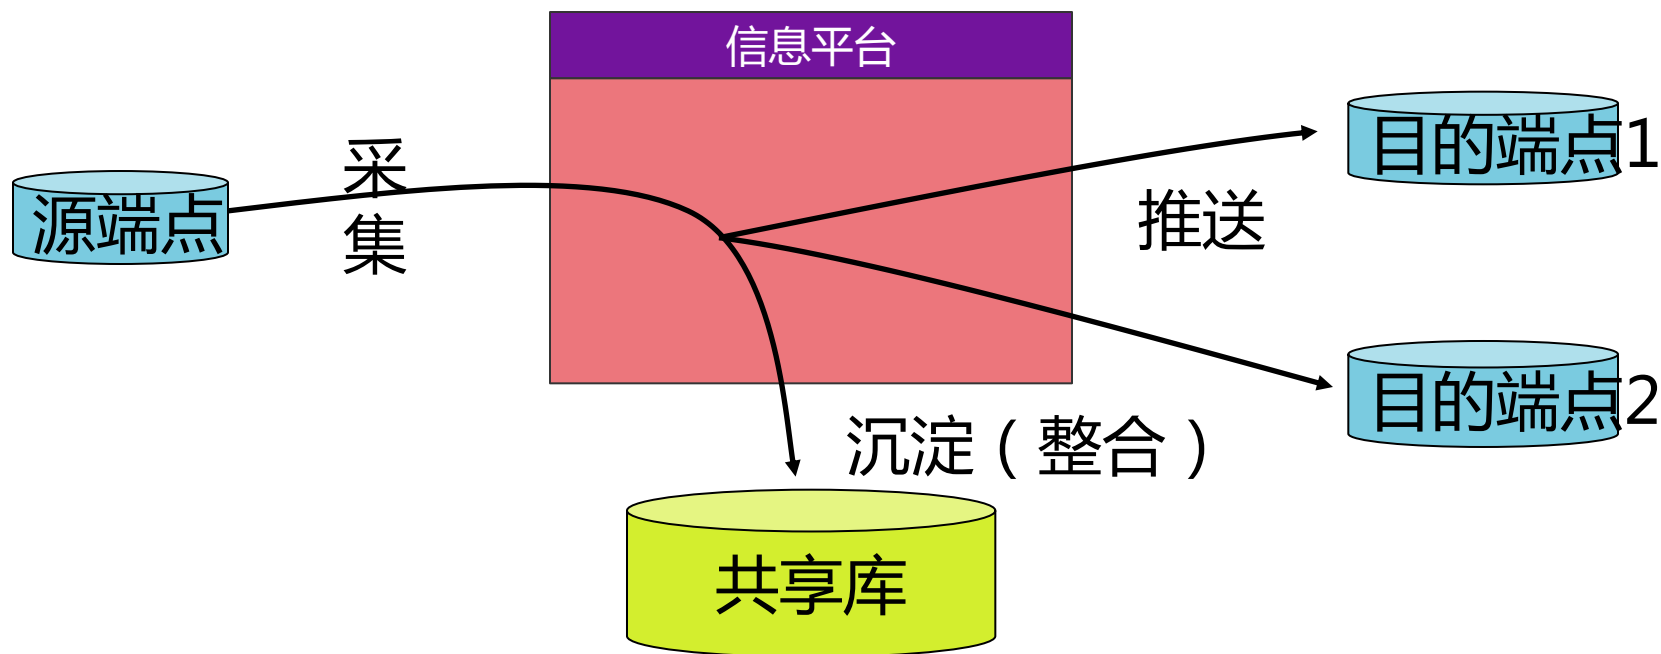 信息平台
采
集
源端点
目的端点1
推送
目的端点2
沉淀（整合）
共享库